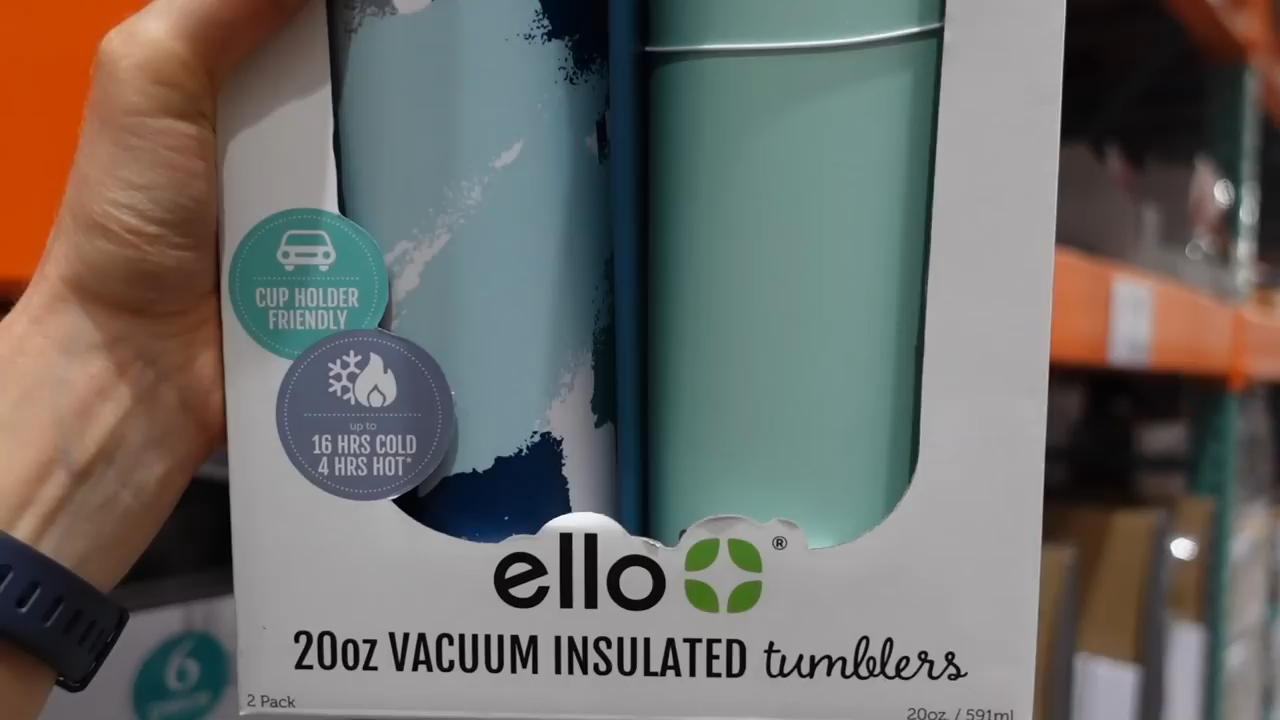 CUP HOLDER
FRIENDLY
up to
16 HRS COLD
4 HRS HOT*
ello®
20oz VACUUM INSULATED tumblers
2 Pack
20oz. / 591ml
6